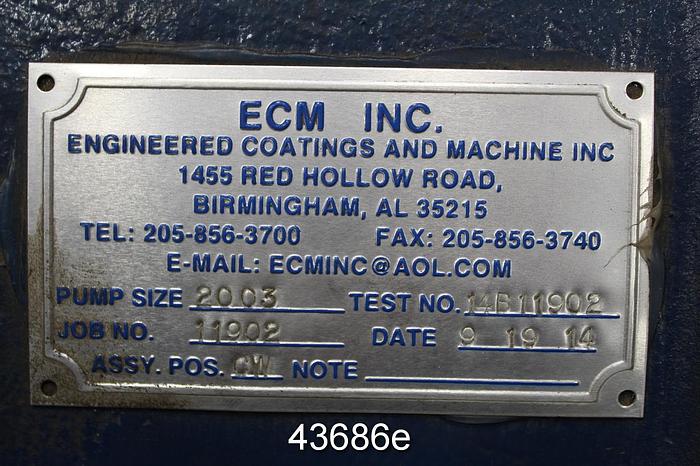 ECM INC.
ENGINEERED COATINGS AND MACHINE INC
1455 RED HOLLOW ROAD,
BIRMINGHAM, AL 35215
TEL: 205-856-3700 FAX: 205-856-3740
E-MAIL: ECMINC@AOL.COM
PUMP SIZE 2003 TEST NO. 14B11902
JOB NO. 11902 DATE 9 19 14
ASSY. POS. CW NOTE
43686e